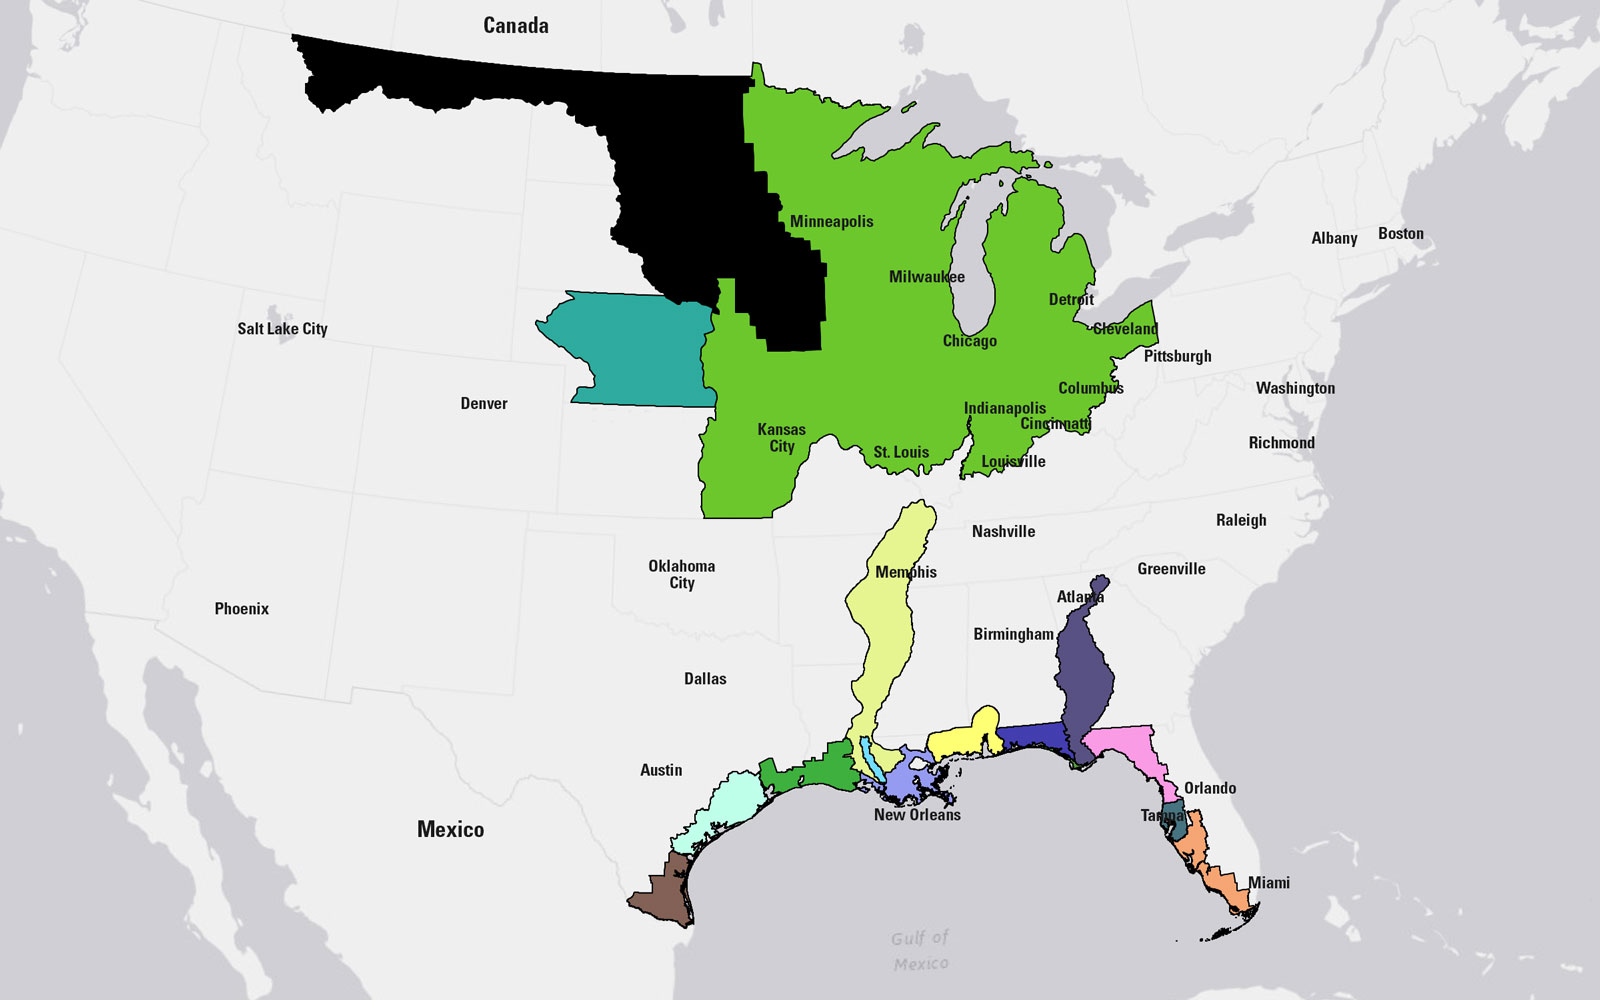 Canada
Minneapolis
Albany
Boston
Milwaukee
Detroit
Salt Lake City
Cleveland
Chicago
Pittsburgh
Columbus
Washington
Denver
Indianapolis
Cincinnati
Kansas
City
Richmond
St. Louis
Louisville
Raleigh
Nashville
Oklahoma
City
Memphis
Greenville
Phoenix
Atlanta
Birmingham
Dallas
Austin
Orlando
New Orleans
Tampa
Mexico
Miami
Gulf of
Mexico